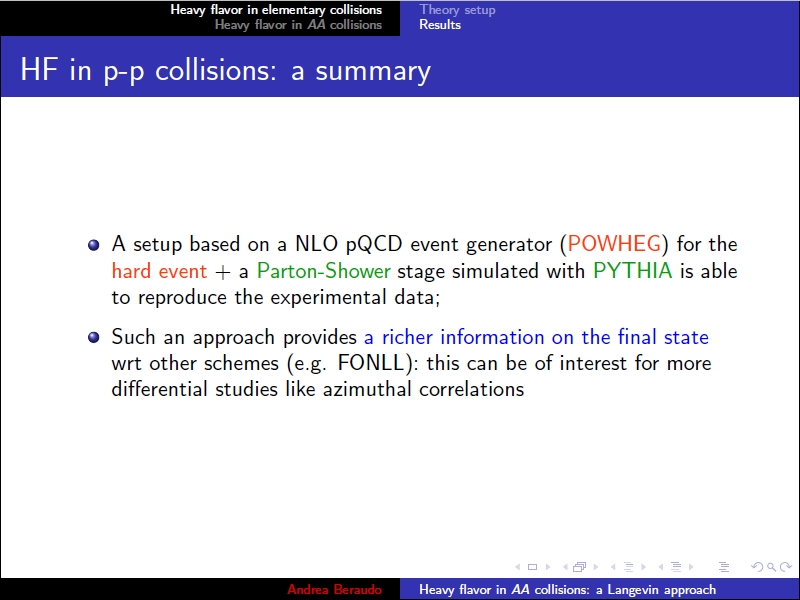 Heavy flavor in elementary collisions
Heavy flavor in AA collisions
Theory setup
Results
HF in p-p collisions: a summary
A setup based on a NLO pQCD event generator (POWHEG) for the
hard event + a Parton-Shower stage simulated with PYTHIA is able
to reproduce the experimental data;
Such an approach provides a richer information on the final state
wrt other schemes (e.g. FONLL): this can be of interest for more
differential studies like azimuthal correlations
Andrea Beraudo
Heavy flavor in AA collisions: a Langevin approach